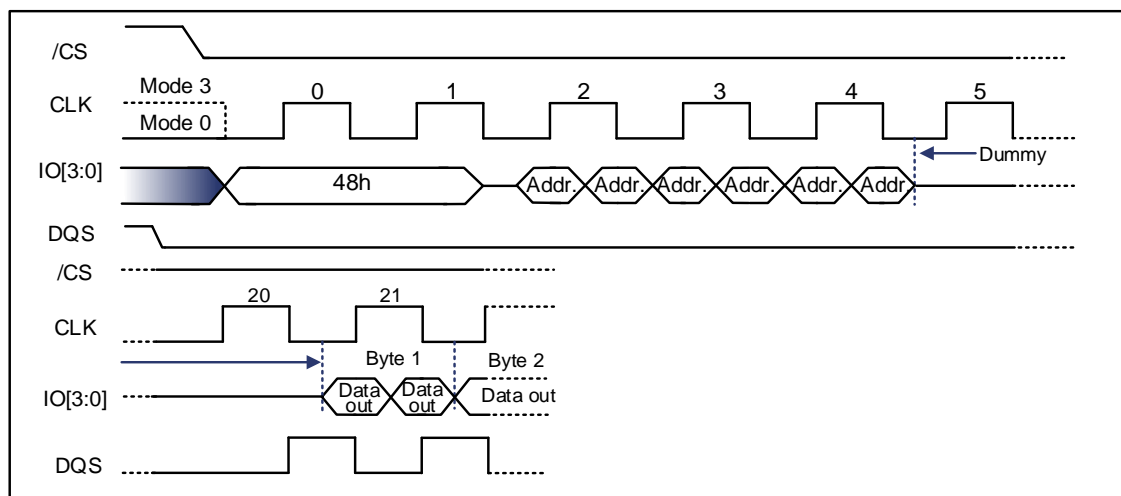 /CS
Mode 3
CLK 0 1 2 3 4 5
Mode 0
Dummy
IO[3:0] 48h Addr. Addr. Addr. Addr. Addr. Addr
DQS
/CS
20 21
CLK
Byte 1 Byte 2
IO[3:0] Data out Data out Data out
DQS